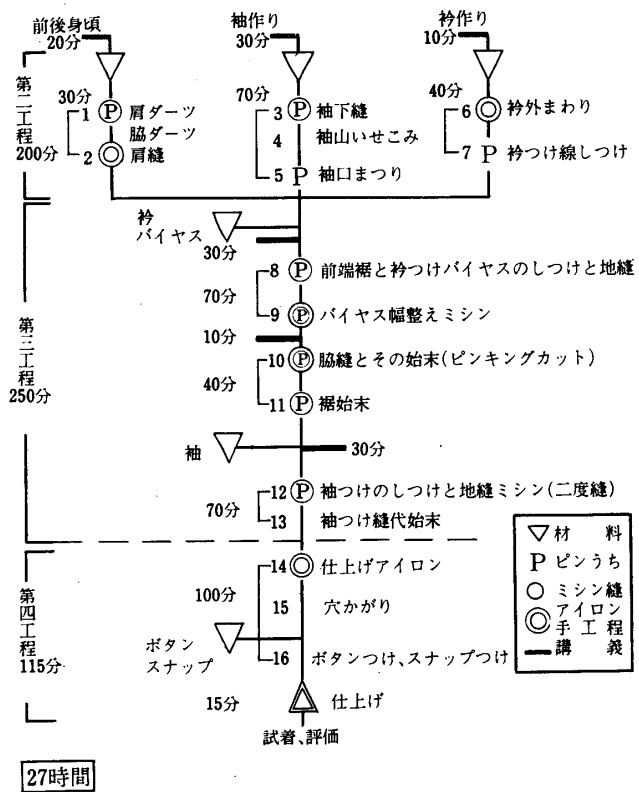 前後身頃
20分
袖作り
30分
衿作り
10分
第二工程
200分
30分
1 P 肩ダーツ
脇ダーツ
2 肩縫
70分
3 P 袖下縫
4 袖山いせこみ
5 P 袖口まつり
40分
6 衿外まわり
7 P 衿つけ線しつけ
第三工程
250分
衿
バイヤス
30分
8 P 前端裾と衿つけバイヤスのしつけと地縫
70分
9 P バイヤス幅整えミシン
10分
10 P 脇縫とその始末(ピンキングカット)
40分
11 P 裾始末
袖
30分
12 P 袖つけのしつけと地縫ミシン(二度縫)
70分
13 袖つけ縫代始末
第四工程
115分
14 仕上げアイロン
100分
15 穴かがり
ボタン
スナップ
16 ボタンつけ、スナップつけ
15分
仕上げ
試着、評価
材料
P ピンうち
ミシン縫
アイロン
手工程
講義
27時間